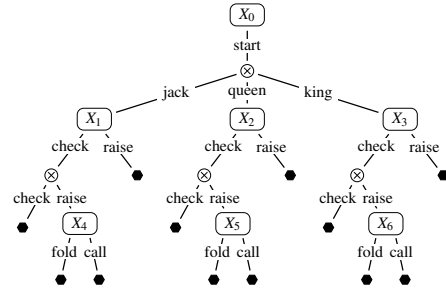 X0
start
jack queen king
X1 X2 X3
check raise check raise check raise
check raise check raise check raise
X4 X5 X6
fold call fold call fold call